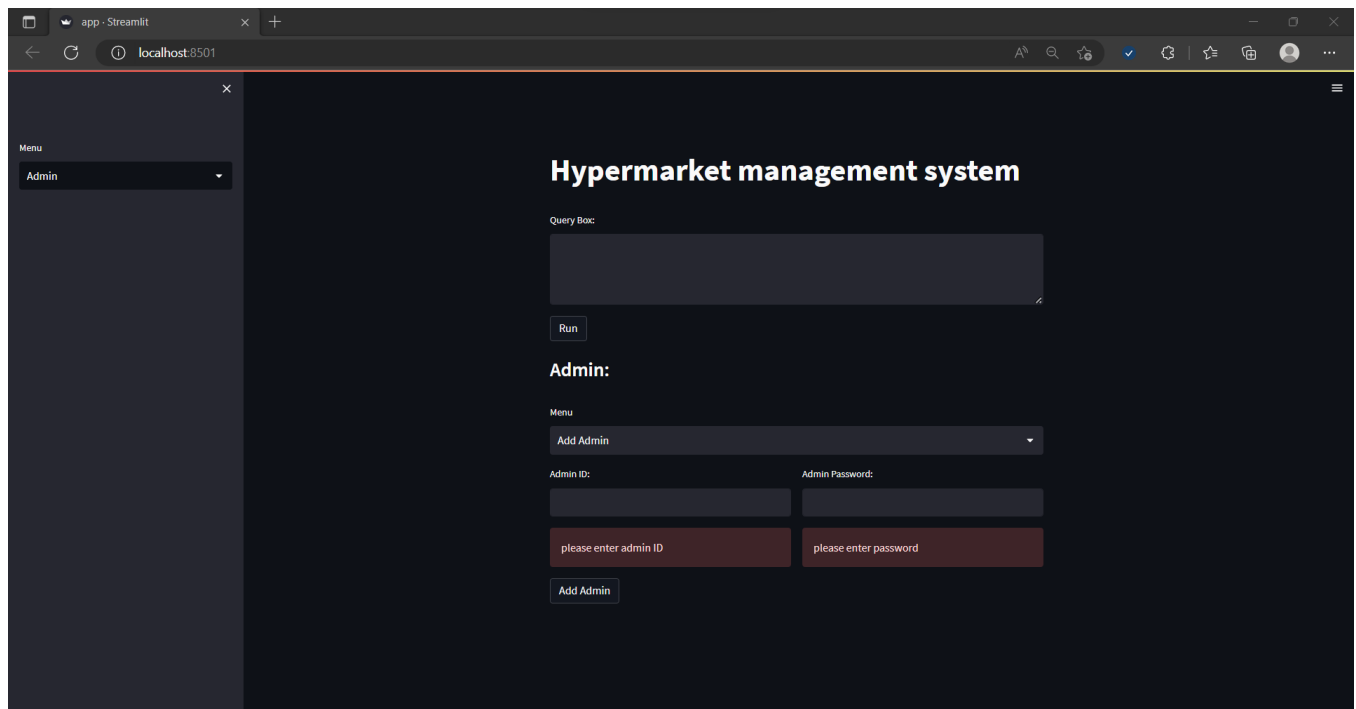 app · Streamlit
localhost:8501
Menu
Admin
Hypermarket management system
Query Box:
Run
Admin:
Menu
Add Admin
Admin ID: Admin Password:
please enter admin ID please enter password
Add Admin